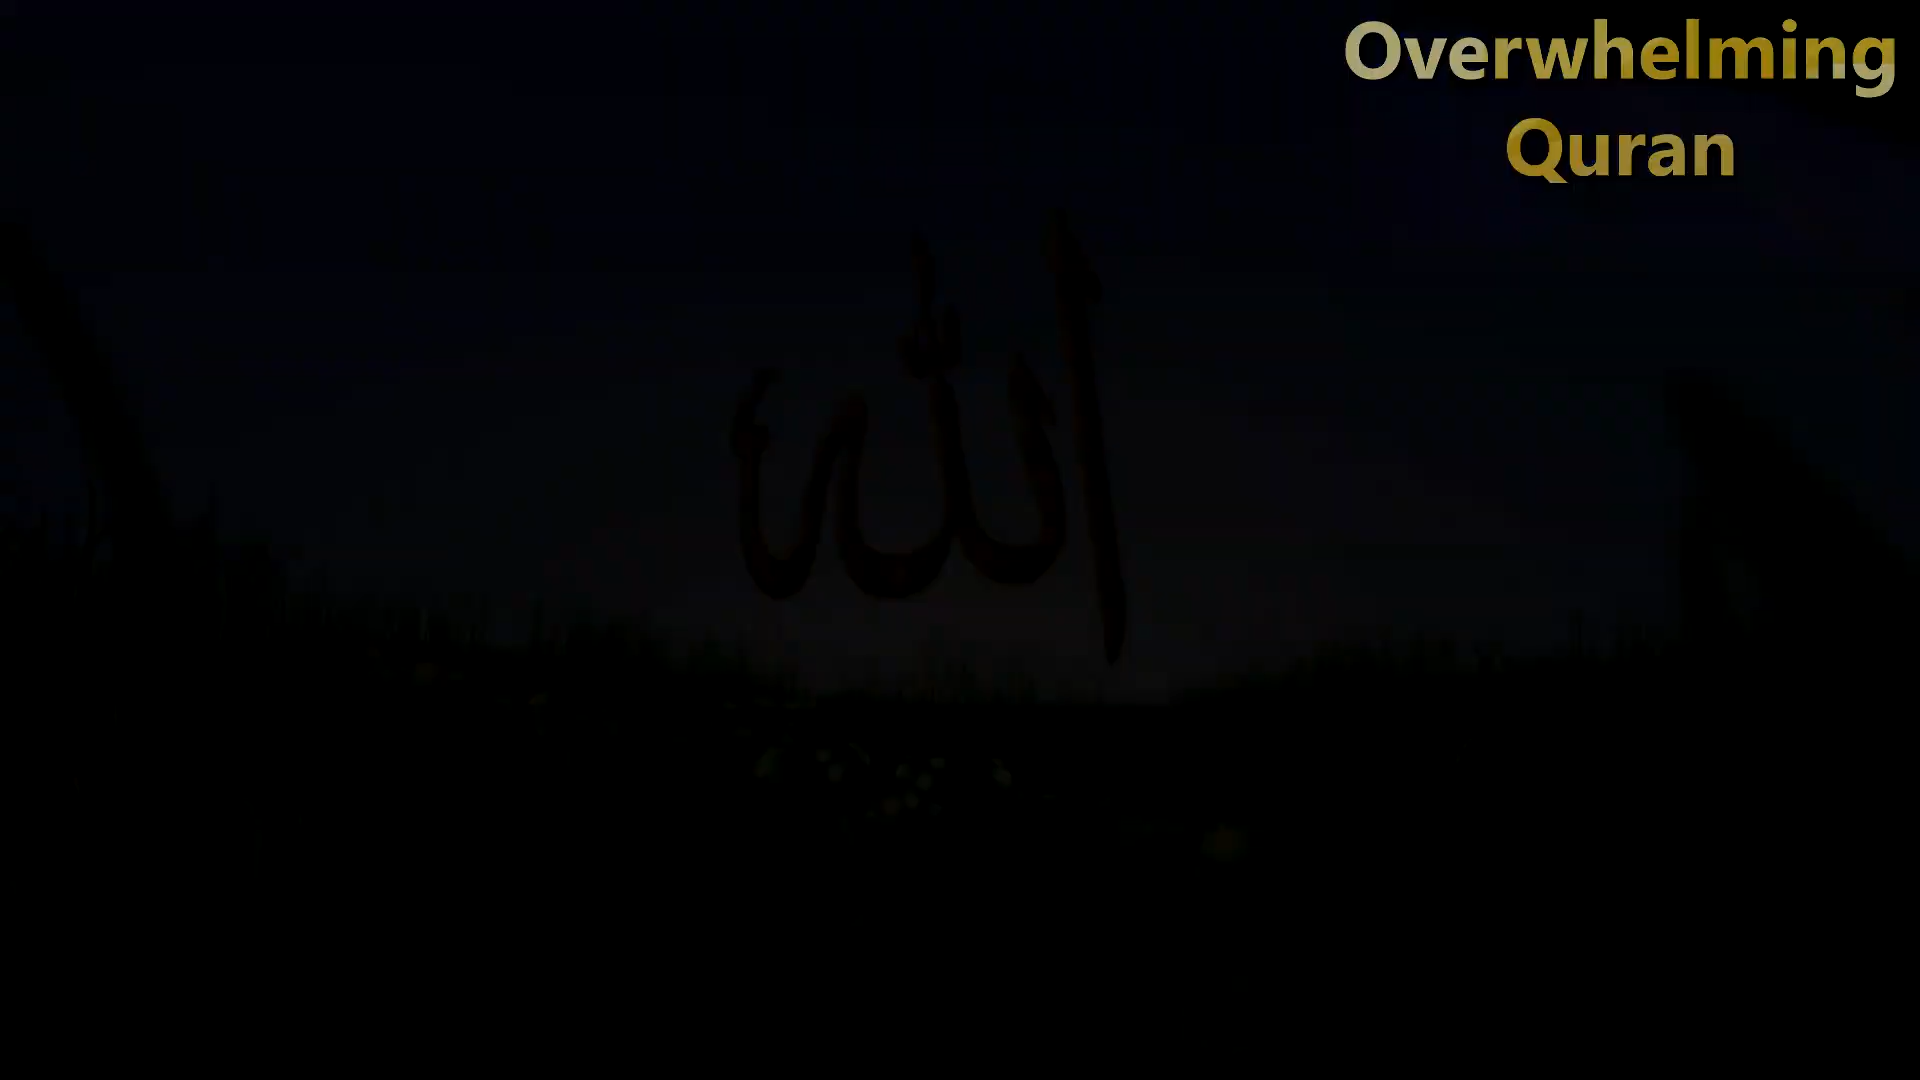 Overwhelming
Quran
الله